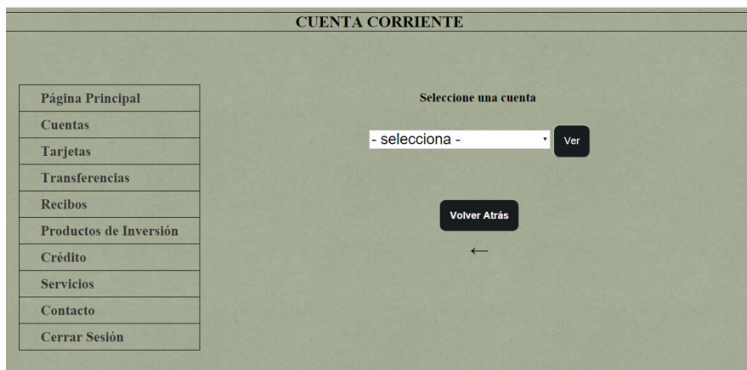 CUENTA CORRIENTE
Página Principal
Cuentas
Tarjetas
Transferencias
Recibos
Productos de Inversión
Crédito
Servicios
Contacto
Cerrar Sesión
Seleccione una cuenta
- selecciona -
Ver
Volver Atrás
←